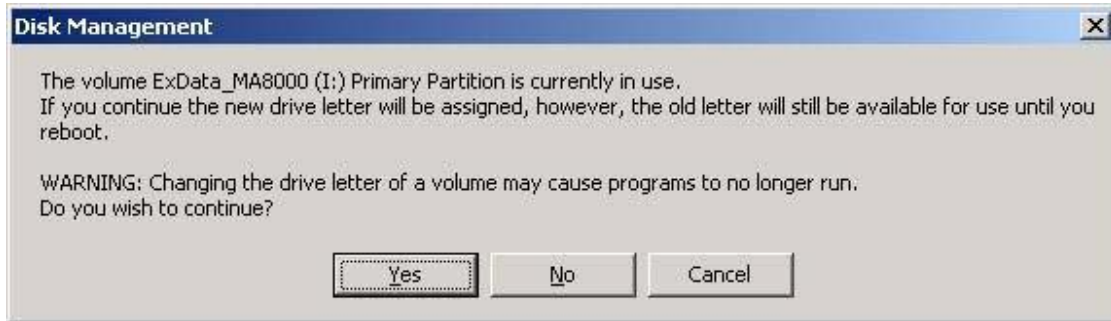 Disk Management
The volume ExData_MA8000 (I:) Primary Partition is currently in use.
If you continue the new drive letter will be assigned, however, the old letter will still be available for use until you
reboot.
WARNING: Changing the drive letter of a volume may cause programs to no longer run.
Do you wish to continue?
Yes No Cancel